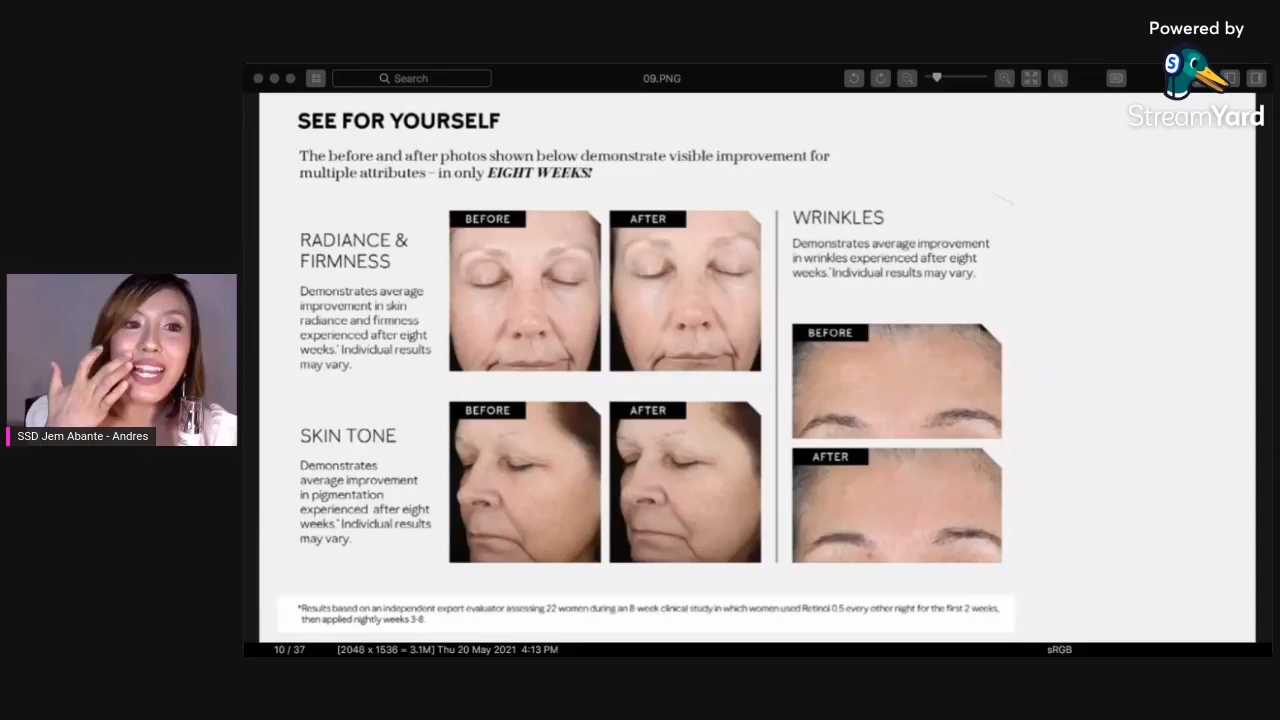 Powered by
StreamYard
Search
09.PNG
SEE FOR YOURSELF
The before and after photos shown below demonstrate visible improvement for
multiple attributes – in only EIGHT WEEKS!
RADIANCE &
FIRMNESS
Demonstrates average
improvement in skin
radiance and firmness
experienced after eight
weeks.* Individual results
may vary.
BEFORE
AFTER
SKIN TONE
Demonstrates
average improvement
in pigmentation
experienced after eight
weeks.* Individual results
may vary.
BEFORE
AFTER
WRINKLES
Demonstrates average improvement
in wrinkles experienced after eight
weeks.* Individual results may vary.
BEFORE
AFTER
*Results based on an independent expert evaluator assessing 22 women during an 8-week clinical study in which women used Retinol 0.5 every other night for the first 2 weeks,
then applied nightly weeks 3-8.
10 / 37 [2048 x 1536 = 3.1M] Thu 20 May 2021 4:13 PM sRGB
SSD Jem Abante - Andres